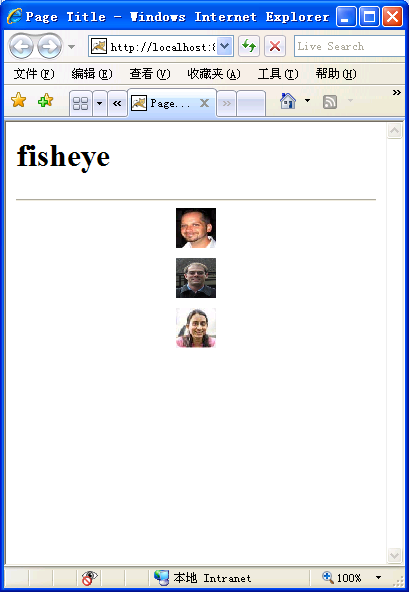 Page Title - Windows Internet Explorer
http://localhost:8
Live Search
文件(F) 编辑(E) 查看(V) 收藏夹(A) 工具(T) 帮助(H)
Page...
fisheye
本地 Intranet 100%